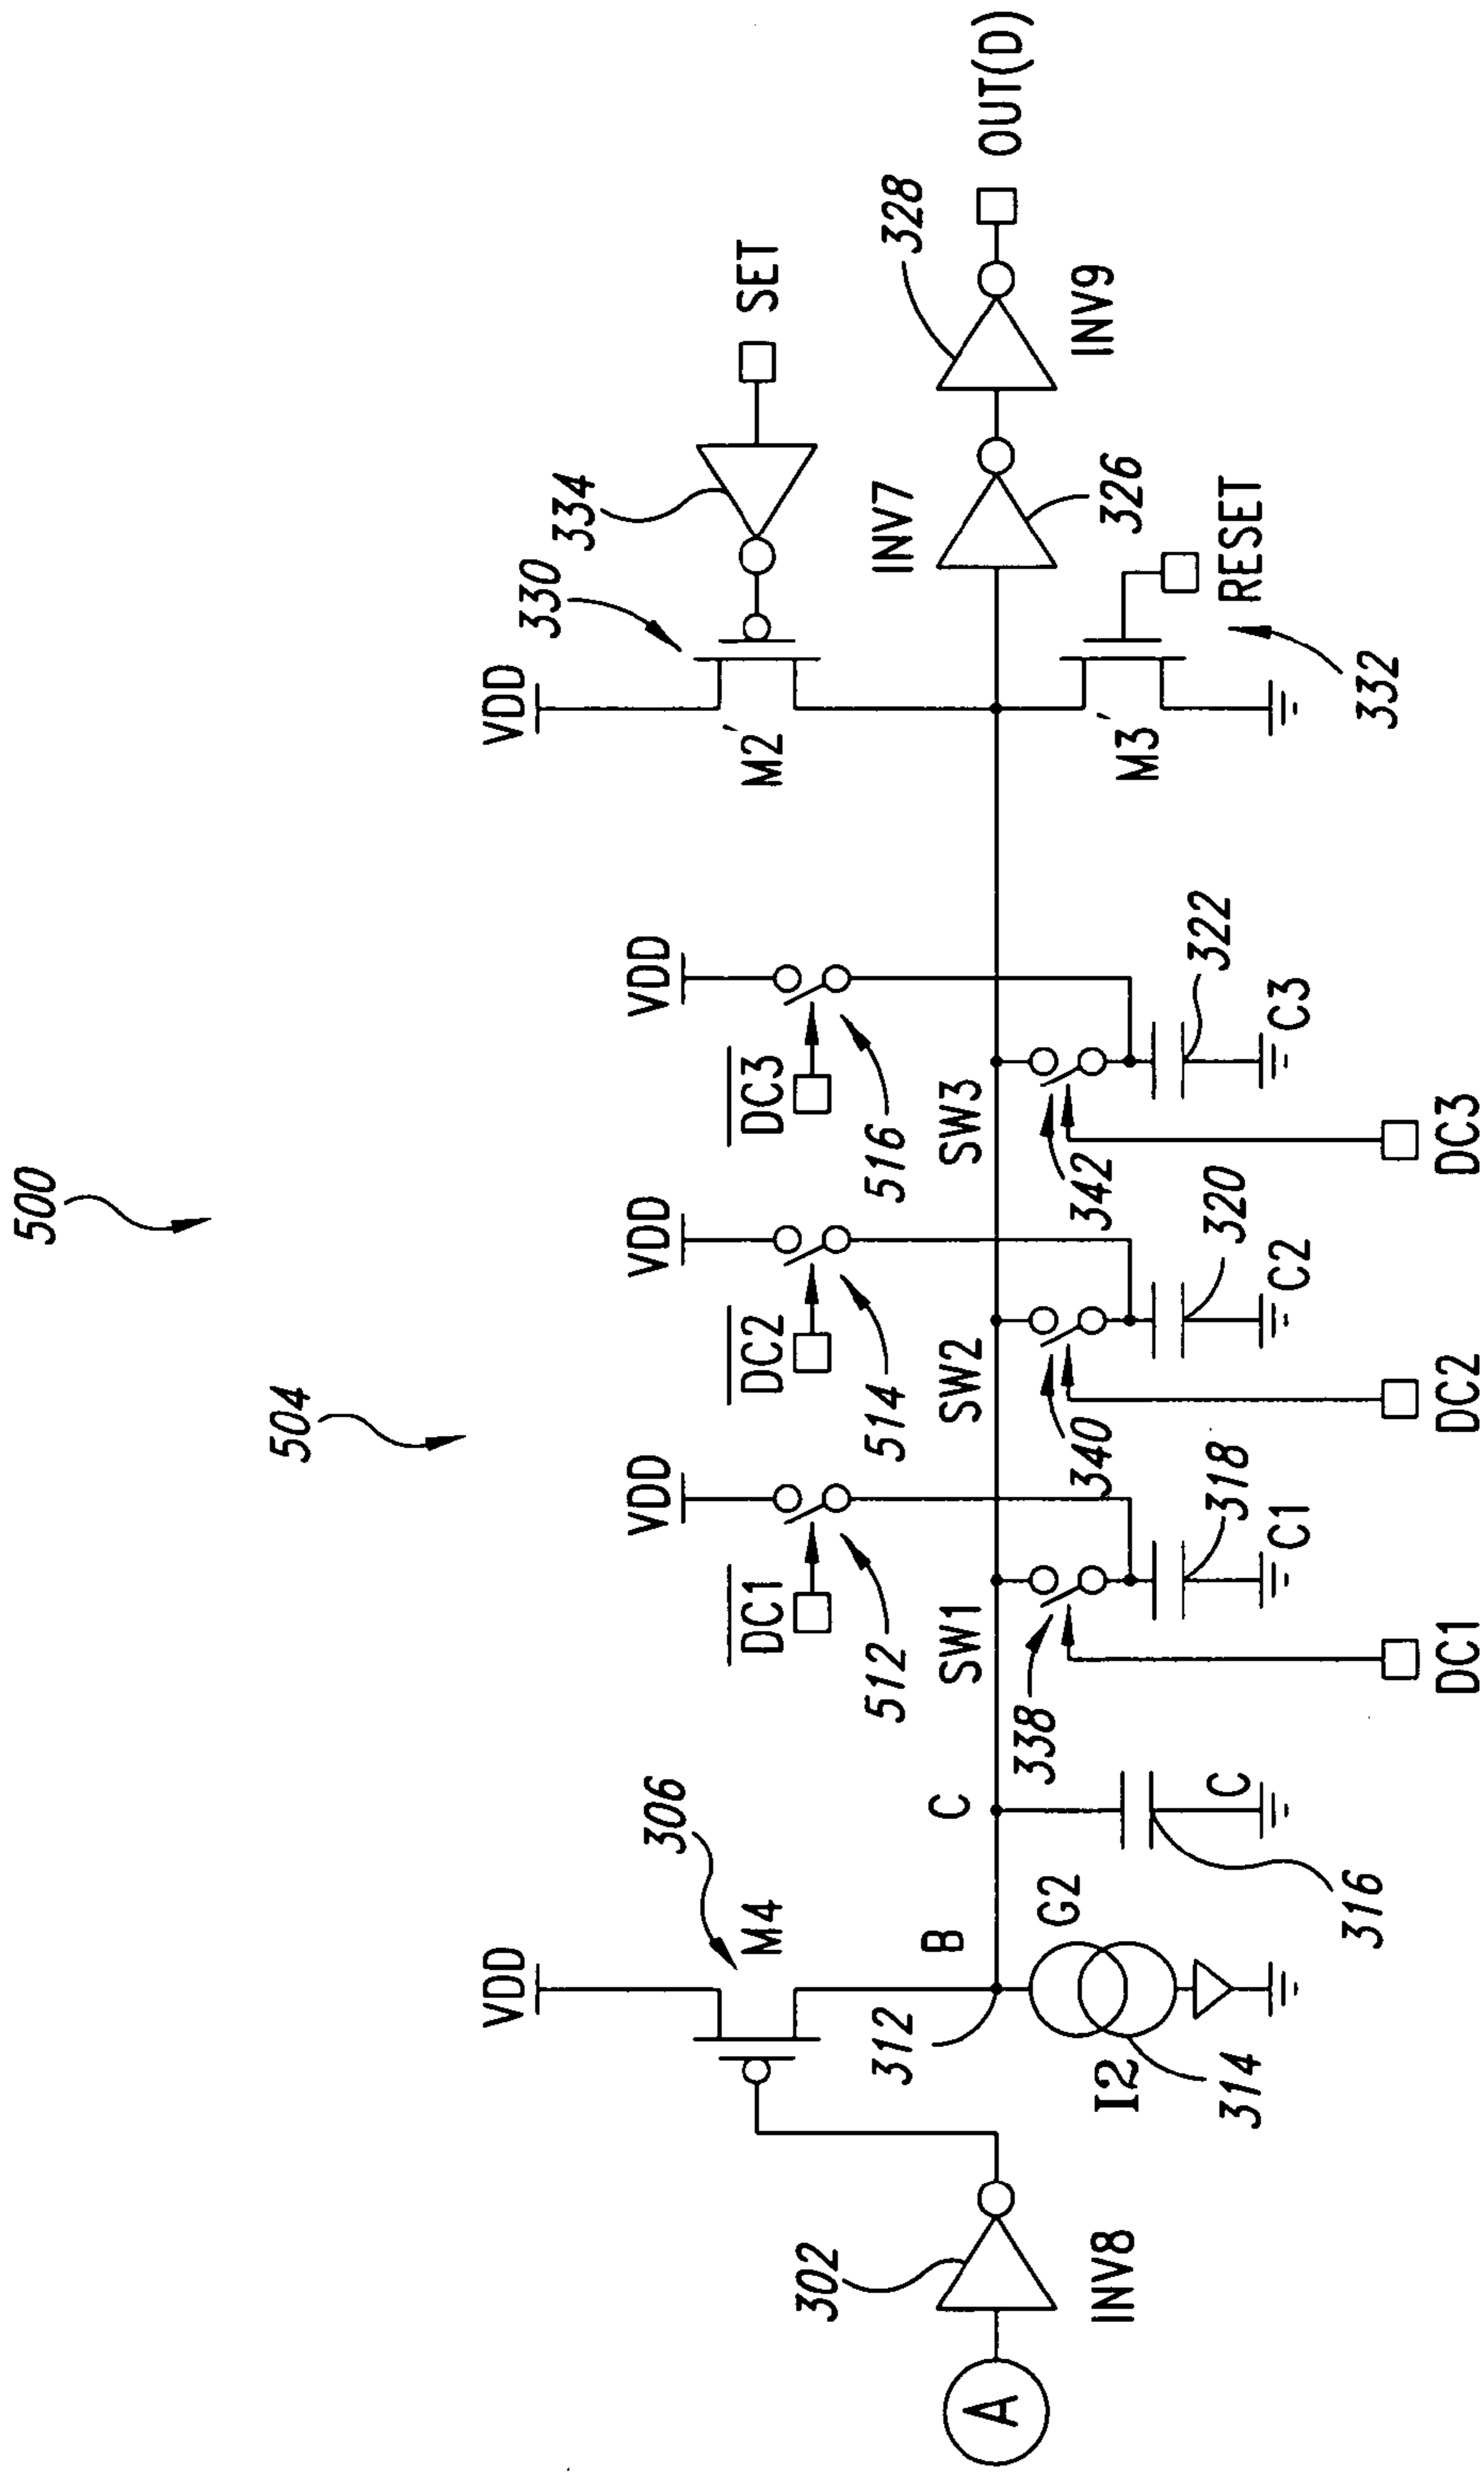 500
504
VDD
306
M4
302
INV8
A
312
B
G2
I2
314
C
C
316
VDD
DC1
512
SW1
338
318
C1
DC1
VDD
DC2
514
SW2
340
320
C2
DC2
VDD
DC3
516
SW3
342
322
C3
DC3
VDD
330
334
SET
M2'
M3'
332
RESET
INV7
326
328
INV9
OUT(D)